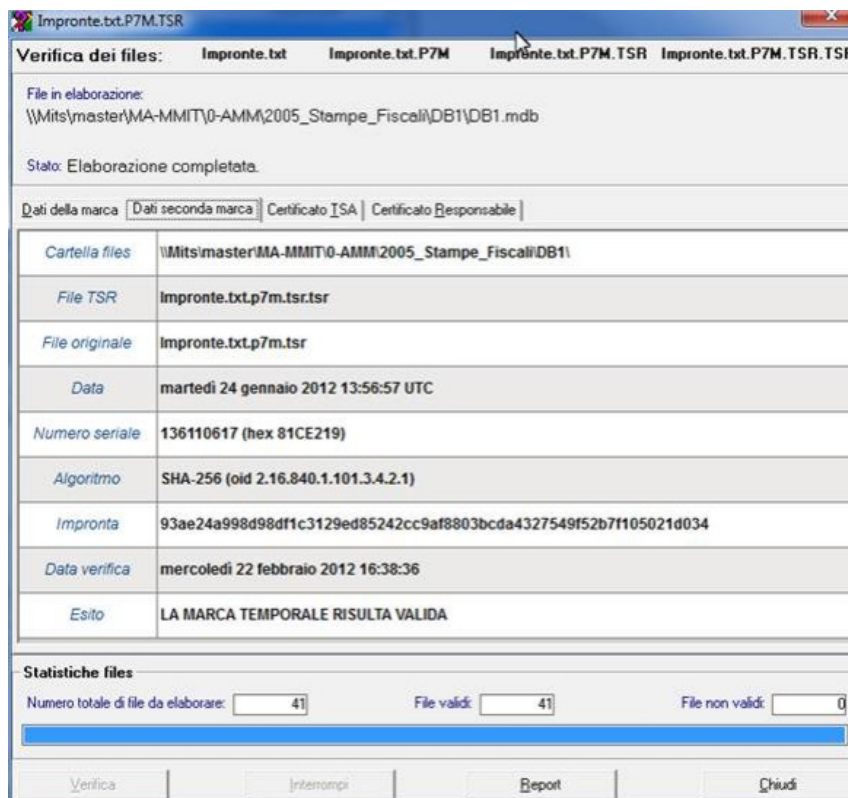 Impronte.txt.P7M.TSR
Verifica dei files: Impronte.txt Impronte.txt.P7M Impronte.txt.P7M.TSR Impronte.txt.P7M.TSR.TSR
File in elaborazione:
\\Mits\master\MA-MMIT\0-AMM\2005_Stampe_Fiscali\DB1\DB1.mdb
Stato: Elaborazione completata.
Dati della marca Dati seconda marca Certificato TSA Certificato Responsabile
Cartella files \\Mits\master\MA-MMIT\0-AMM\2005_Stampe_Fiscali\DB1\
File TSR Impronte.txt.p7m.tsr.tsr
File originale Impronte.txt.p7m.tsr
Data martedì 24 gennaio 2012 13:56:57 UTC
Numero seriale 136110617 (hex 81CE219)
Algoritmo SHA-256 (oid 2.16.840.1.101.3.4.2.1)
Impronta 93ae24a998d98df1c3129ed85242cc9af8803bcda4327549f52b7f105021d034
Data verifica mercoledì 22 febbraio 2012 16:38:36
Esito LA MARCA TEMPORALE RISULTA VALIDA
Statistiche files
Numero totale di file da elaborare: 41 File validi: 41 File non validi: 0
Verifica Interrompi Report Chiudi